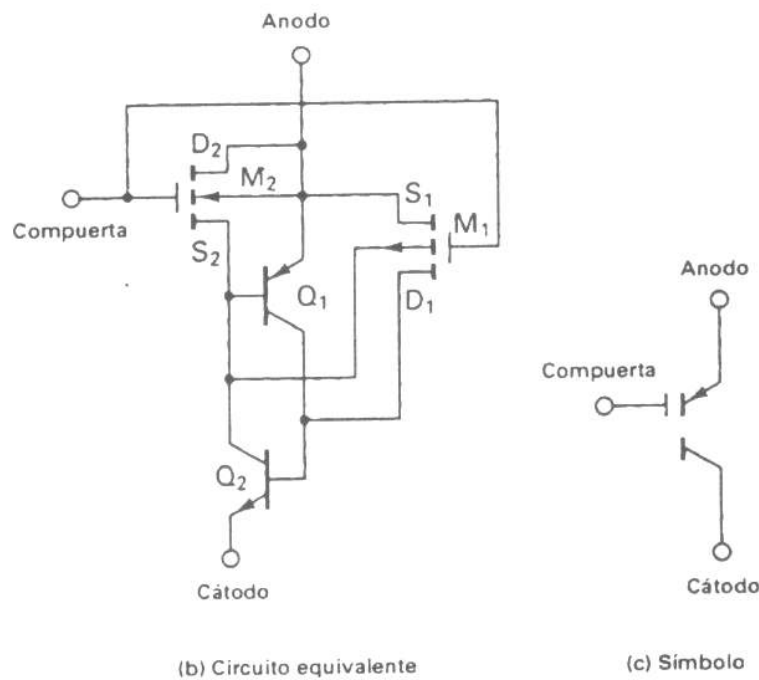 Anodo
D2
M2
S1
M1
Compuerta
S2
Q1
D1
Q2
Cátodo
(b) Circuito equivalente
Anodo
Compuerta
Cátodo
(c) Símbolo